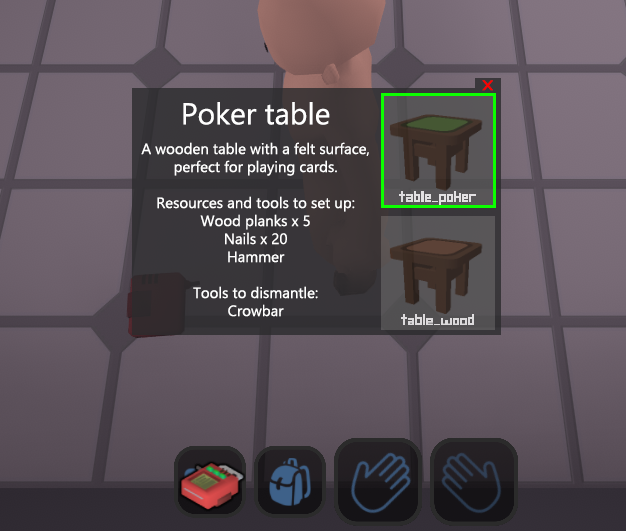 Poker table
A wooden table with a felt surface,
perfect for playing cards.
Resources and tools to set up:
Wood planks x 5
Nails x 20
Hammer
Tools to dismantle:
Crowbar
X
table_poker
table_wood